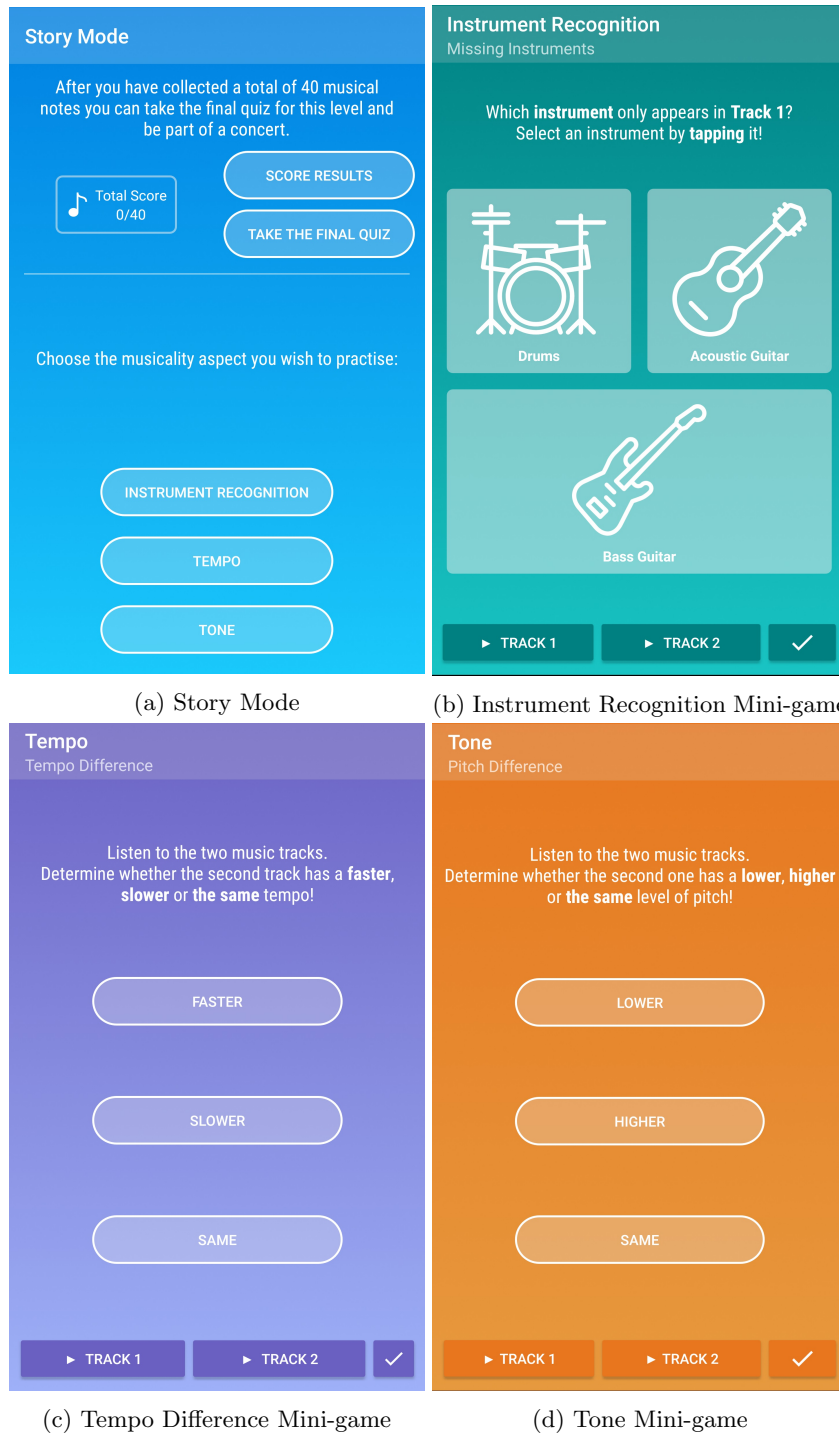 Story Mode
After you have collected a total of 40 musical
notes you can take the final quiz for this level and
be part of a concert.
Total Score
0/40
SCORE RESULTS
TAKE THE FINAL QUIZ
Choose the musicality aspect you wish to practise:
INSTRUMENT RECOGNITION
TEMPO
TONE
(a) Story Mode
Instrument Recognition
Missing Instruments
Which instrument only appears in Track 1?
Select an instrument by tapping it!
Drums
Acoustic Guitar
Bass Guitar
► TRACK 1
► TRACK 2
(b) Instrument Recognition Mini-game
Tempo
Tempo Difference
Listen to the two music tracks.
Determine whether the second track has a faster,
slower or the same tempo!
FASTER
SLOWER
SAME
► TRACK 1
► TRACK 2
(c) Tempo Difference Mini-game
Tone
Pitch Difference
Listen to the two music tracks.
Determine whether the second one has a lower, higher
or the same level of pitch!
LOWER
HIGHER
SAME
► TRACK 1
► TRACK 2
(d) Tone Mini-game